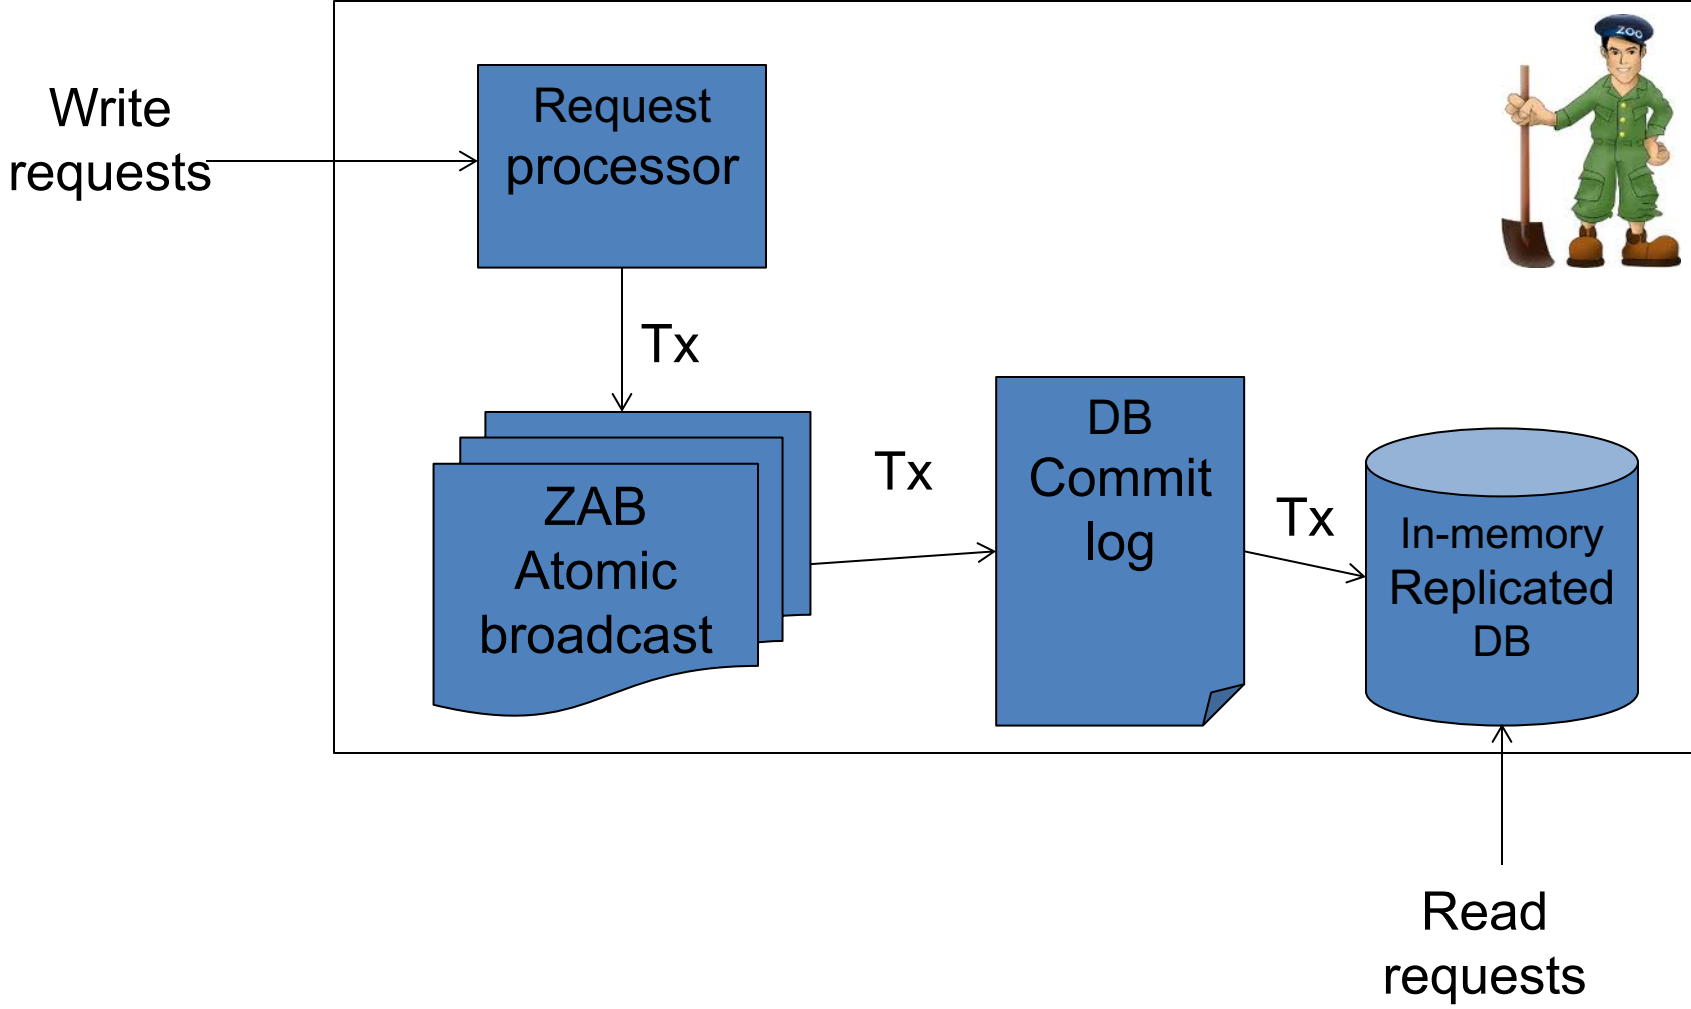 Write
requests
Request
processor
ZOO
Tx
ZAB
Atomic
broadcast
Tx
DB
Commit
log
Tx
In-memory
Replicated
DB
Read
requests